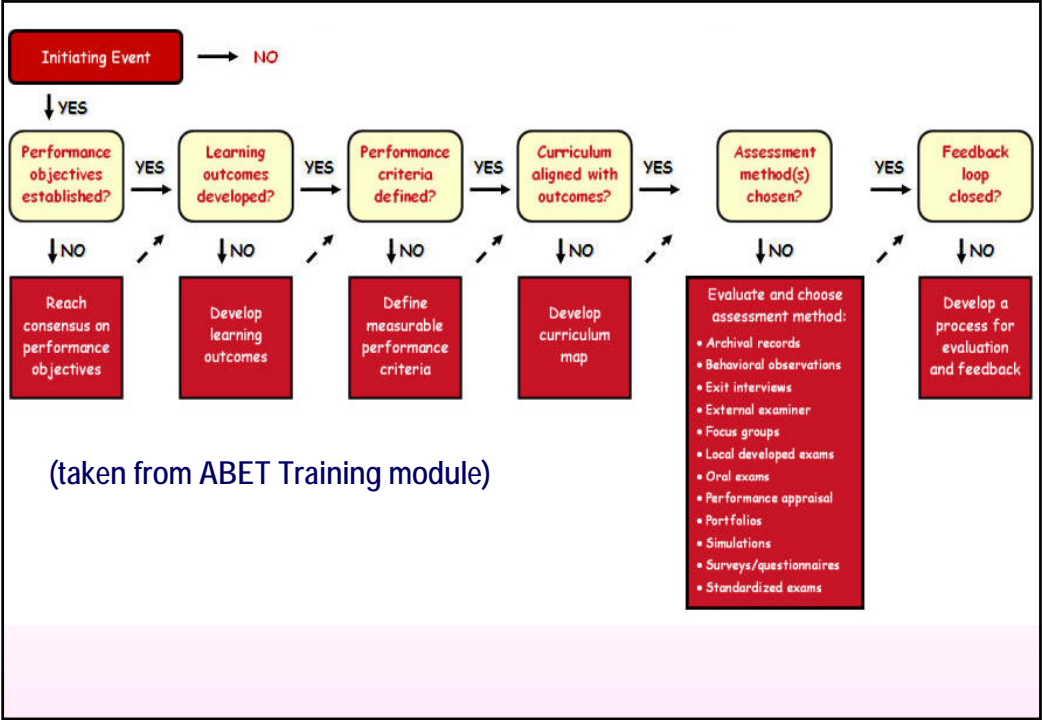 Initiating Event
NO
YES
Performance
objectives
established?
YES
Learning
outcomes
developed?
YES
Performance
criteria
defined?
YES
Curriculum
aligned with
outcomes?
YES
Assessment
method(s)
chosen?
YES
Feedback
loop
closed?
NO
NO
NO
NO
NO
NO
Reach
consensus on
performance
objectives
Develop
learning
outcomes
Define
measurable
performance
criteria
Develop
curriculum
map
Evaluate and choose
assessment method:
• Archival records
• Behavioral observations
• Exit interviews
• External examiner
• Focus groups
• Local developed exams
• Oral exams
• Performance appraisal
• Portfolios
• Simulations
• Surveys/questionnaires
• Standardized exams
Develop a
process for
evaluation
and feedback
(taken from ABET Training module)